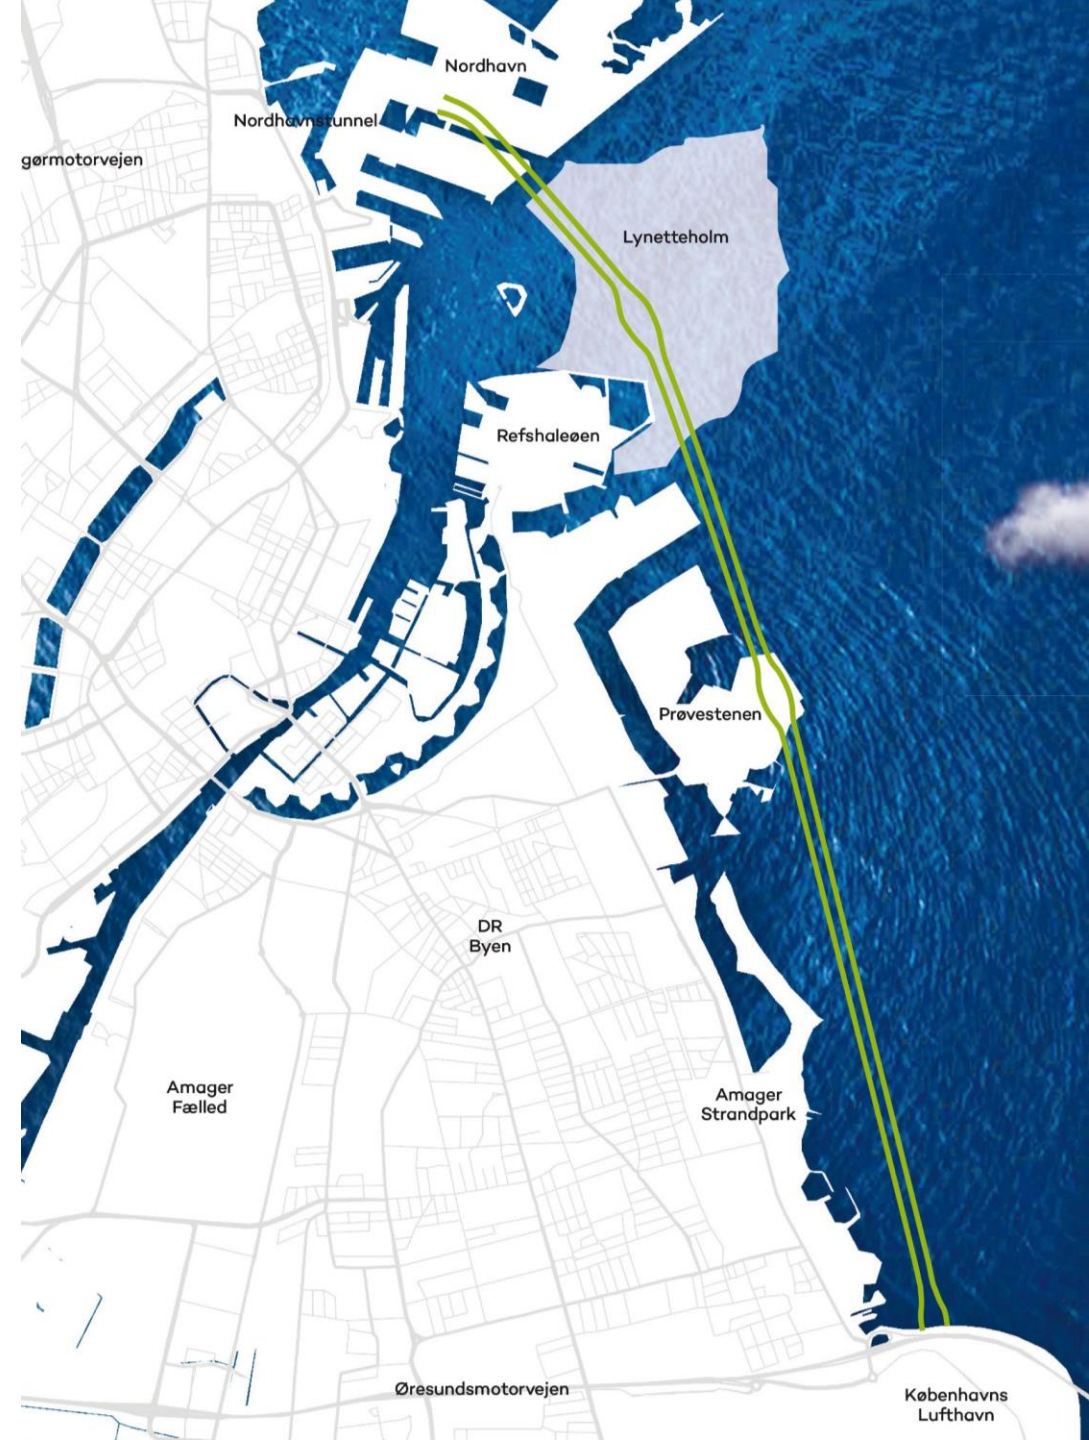 Nordhavn
Nordhavnstunnel
gørmotorvejen
Lynetteholm
Refshaleøen
Prøvestenen
DR
Byen
Amager
Fælled
Amager
Strandpark
Øresundsmotorvejen
Københavns
Lufthavn